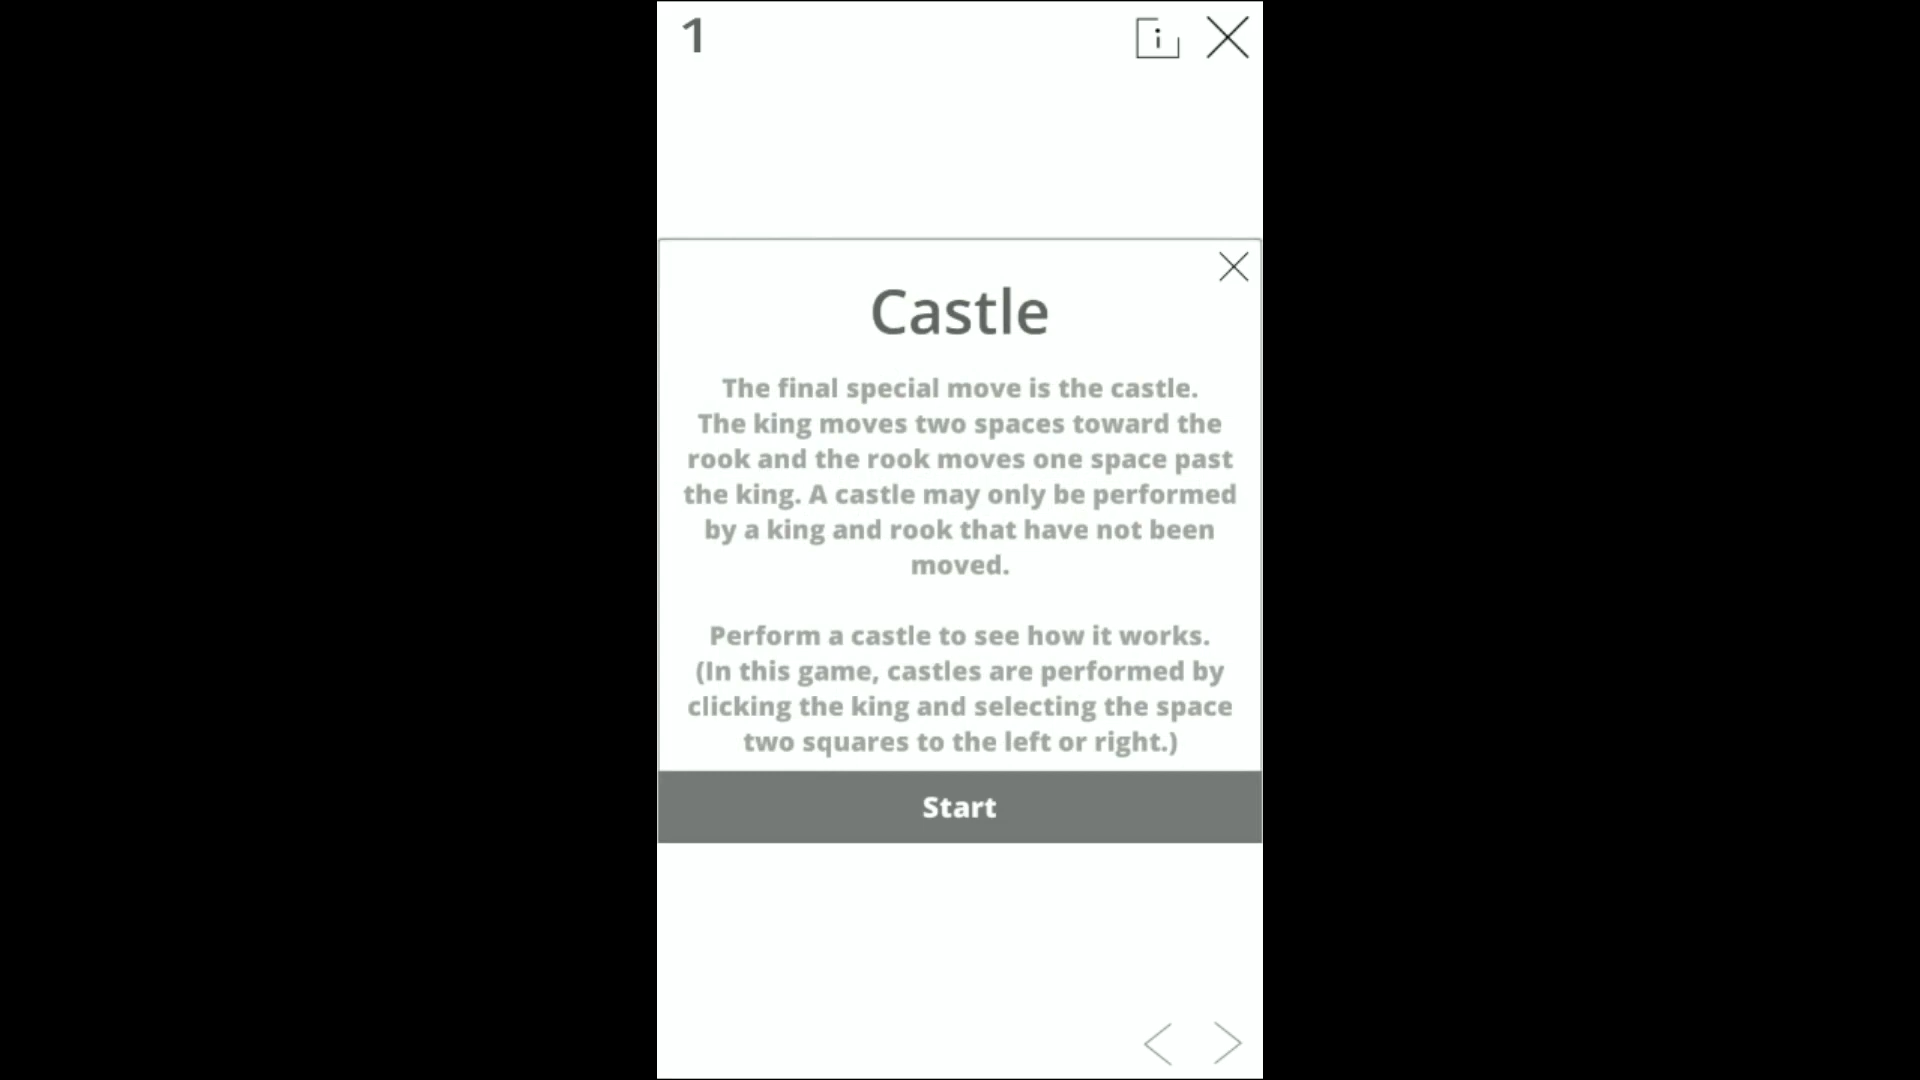 1
i
Castle
The final special move is the castle.
The king moves two spaces toward the
rook and the rook moves one space past
the king. A castle may only be performed
by a king and rook that have not been
moved.
Perform a castle to see how it works.
(In this game, castles are performed by
clicking the king and selecting the space
two squares to the left or right.)
Start